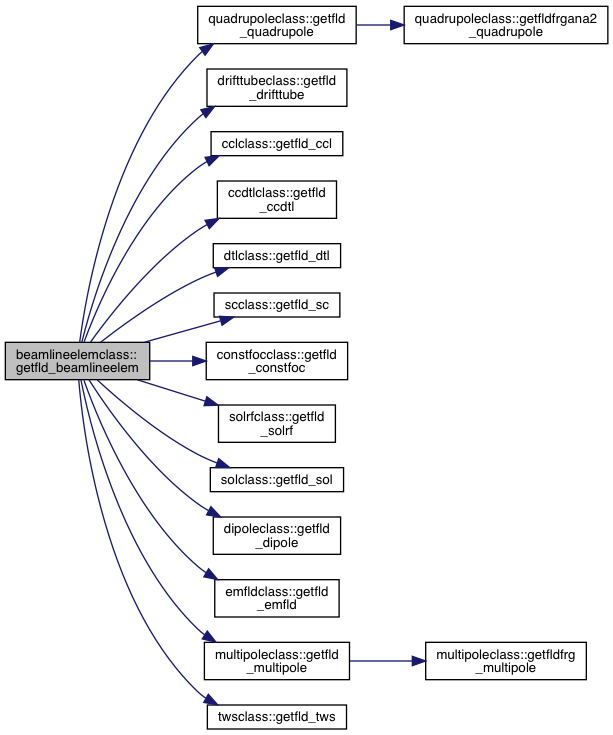 quadrupoleclass::getfld
_quadrupole
quadrupoleclass::getfldfrgana2
_quadrupole
drifttubeclass::getfld
_drifttube
cclclass::getfld_ccl
ccdtlclass::getfld
_ccdtl
dtlclass::getfld_dtl
scclass::getfld_sc
beamlineelemclass::
getfld_beamlineelem
constfocclass::getfld
_constfoc
solrfclass::getfld
_solrf
solclass::getfld_sol
dipoleclass::getfld
_dipole
emfldclass::getfld
_emfld
multipoleclass::getfld
_multipole
multipoleclass::getfldfrg
_multipole
twsclass::getfld_tws